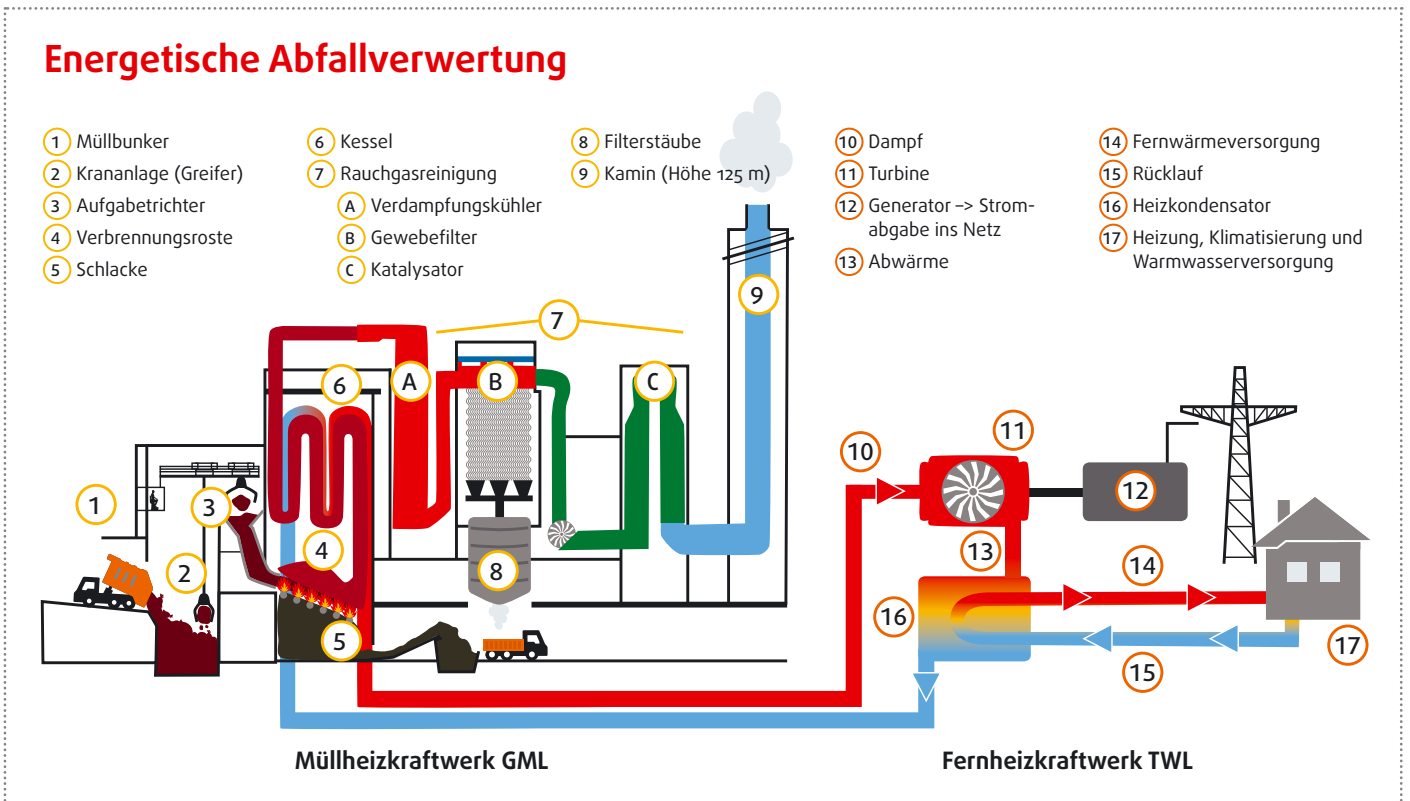 Energetische Abfallverwertung
1 Müllbunker
2 Krananlage (Greifer)
3 Aufgabetrichter
4 Verbrennungsroste
5 Schlacke
6 Kessel
7 Rauchgasreinigung
A Verdampfungskühler
B Gewebefilter
C Katalysator
8 Filterstäube
9 Kamin (Höhe 125 m)
10 Dampf
11 Turbine
12 Generator –> Strom-
abgabe ins Netz
13 Abwärme
14 Fernwärmeversorgung
15 Rücklauf
16 Heizkondensator
17 Heizung, Klimatisierung und
Warmwasserversorgung
9
7
6
A
B
C
10
11
12
1
3
2
4
8
13
14
16
5
17
15
Müllheizkraftwerk GML
Fernheizkraftwerk TWL